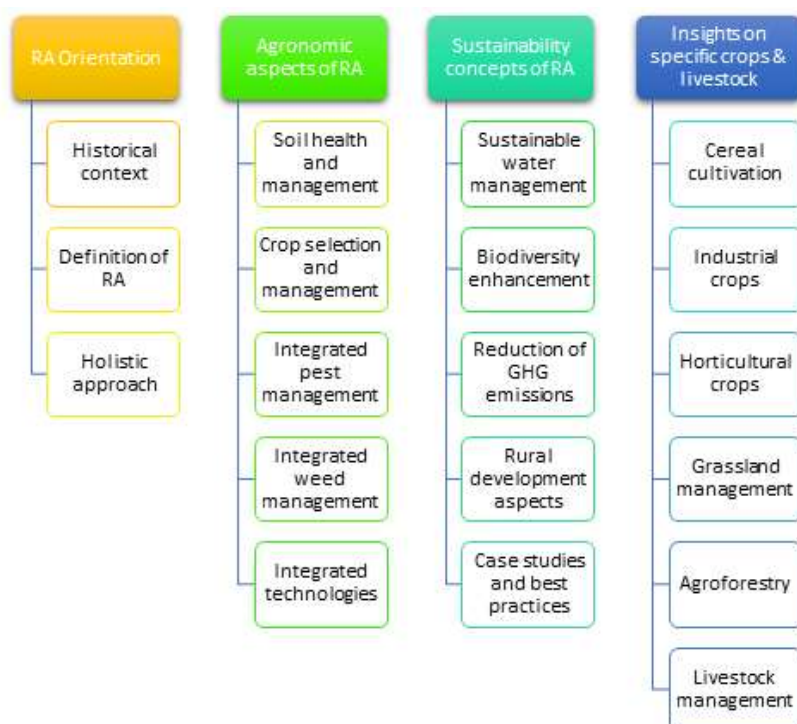 RA Orientation
Historical
context
Definition of
RA
Holistic
approach
Agronomic
aspects of RA
Soil health
and
management
Crop selection
and
management
Integrated
pest
management
Integrated
weed
management
Integrated
technologies
Sustainability
concepts of RA
Sustainable
water
management
Biodiversity
enhancement
Reduction of
GHG
emissions
Rural
development
aspects
Case studies
and best
practices
Insights on
specific crops &
livestock
Cereal
cultivation
Industrial
crops
Horticultural
crops
Grassland
management
Agroforestry
Livestock
management